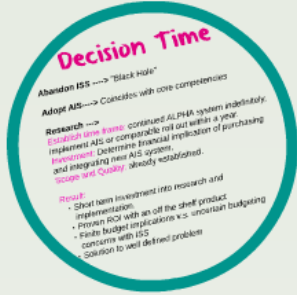 Decision Time
Abandon ISS ----> "Black Hole"
Adopt AIS----> Coincides with core competencies
Research --->
Establish time frame: continued ALPHA system indefinitely;
implement AIS or comparable roll out within a year.
Investment: Determine financial implication of purchasing
and integrating new AIS system.
Scope and Quality: already established.
Result:
- Short term investment into research and
implementation.
- Proven ROI with an off the shelf product
- Finite budget implications v.s. uncertain budgeting
concerns with ISS
- Solution to well defined problem